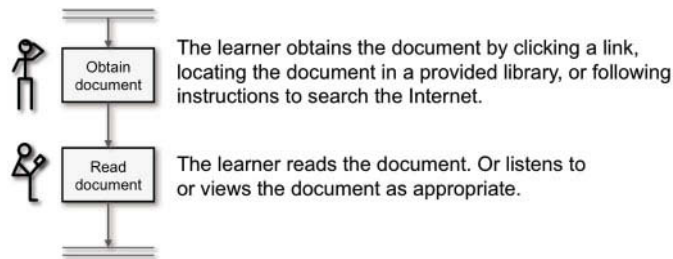 Obtain
document
The learner obtains the document by clicking a link,
locating the document in a provided library, or following
instructions to search the Internet.
Read
document
The learner reads the document. Or listens to
or views the document as appropriate.